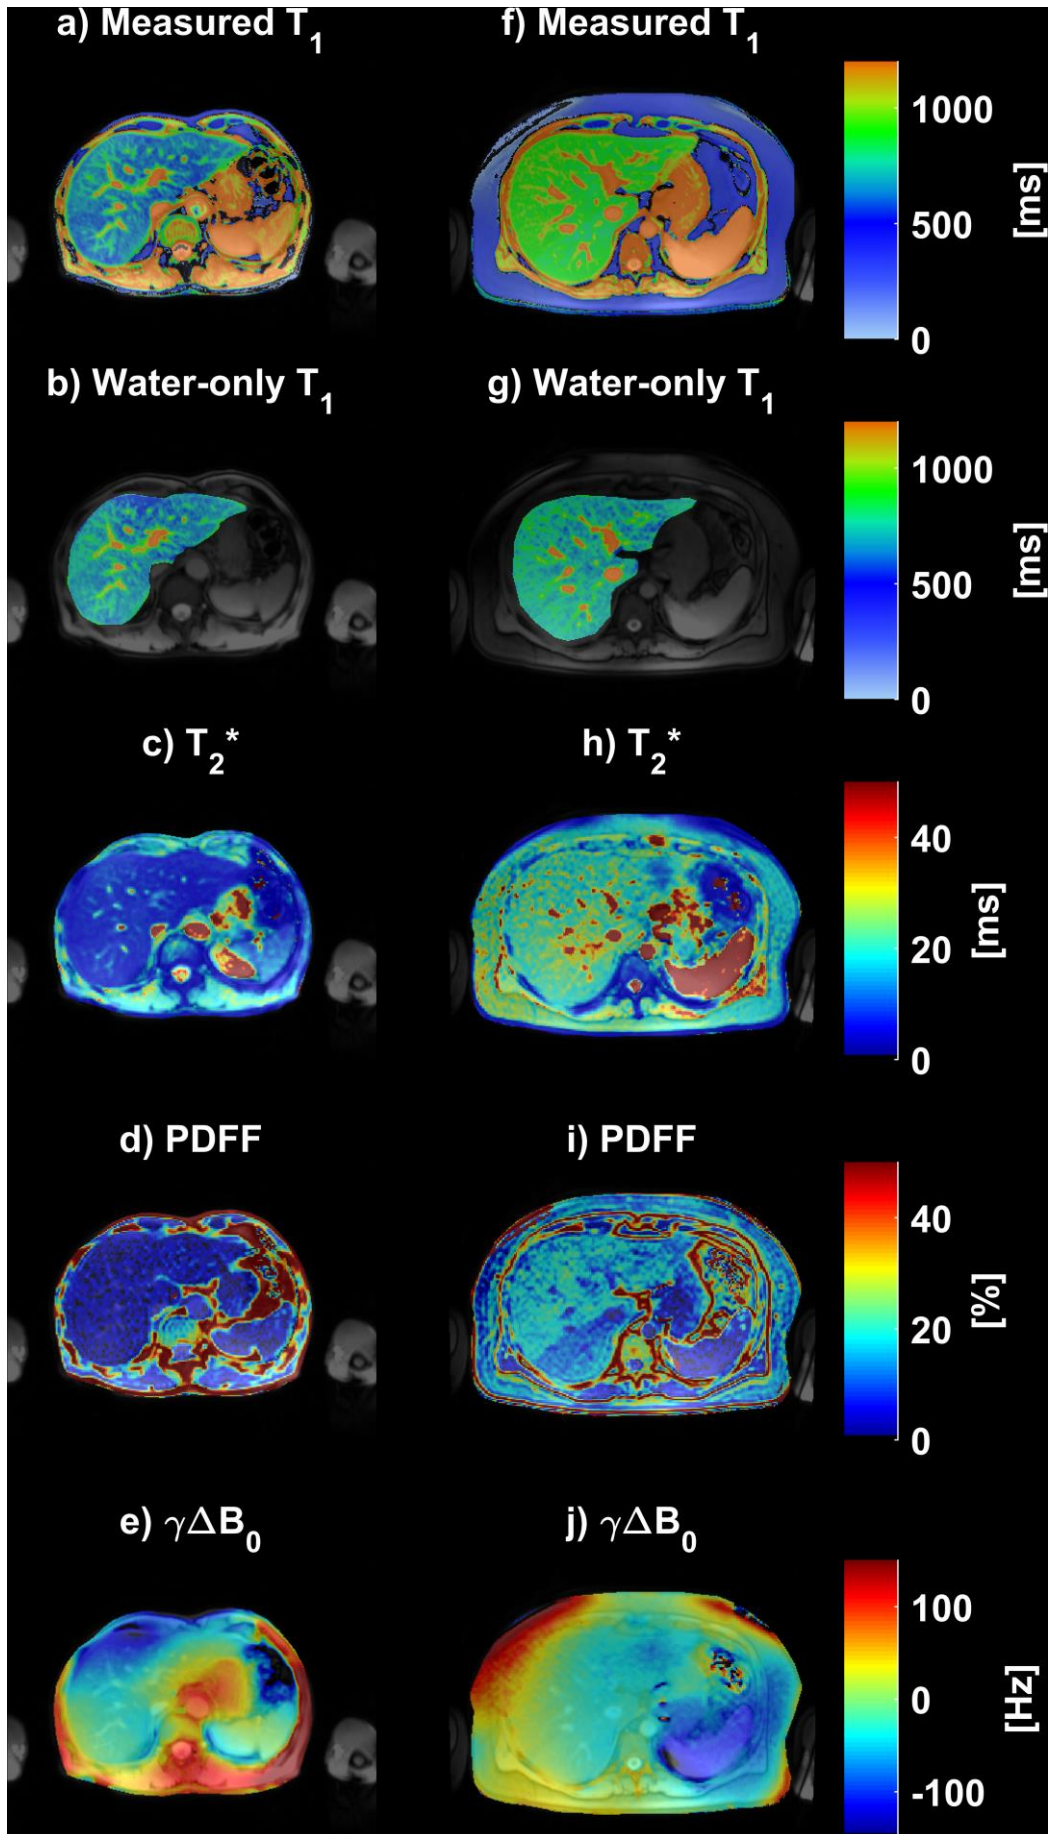 a) Measured T1
f) Measured T1
1000
500
0
[ms]
b) Water-only T1
g) Water-only T1
1000
500
0
[ms]
c) T2*
h) T2*
40
20
0
[ms]
d) PDFF
i) PDFF
40
20
0
[%]
e) γΔB0
j) γΔB0
100
0
-100
[Hz]